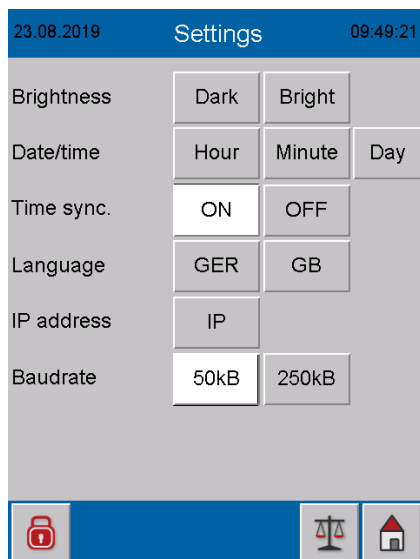 23.08.2019 Settings 09:49:21
Brightness Dark Bright
Date/time Hour Minute Day
Time sync. ON OFF
Language GER GB
IP address IP
Baudrate 50kB 250kB